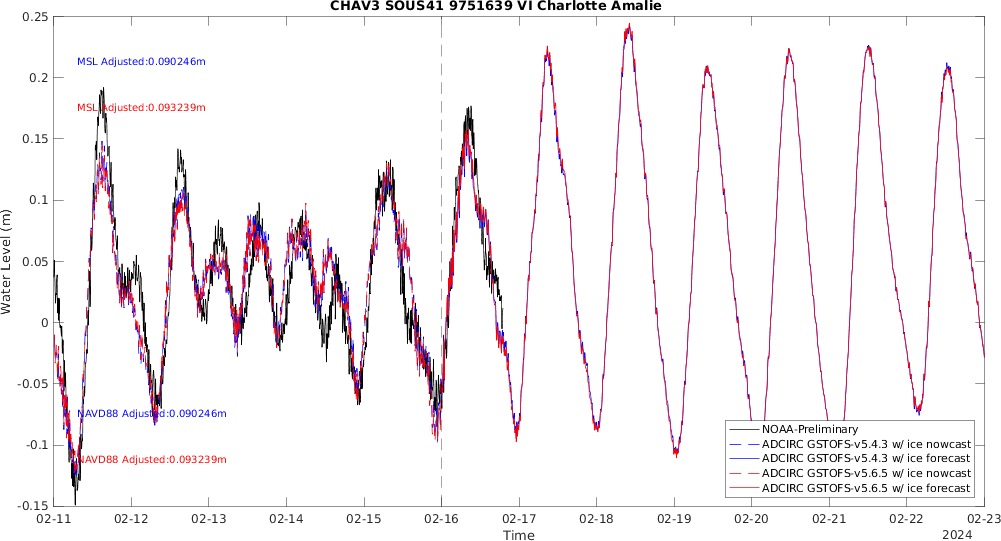 CHAV3 SOUS41 9751639 VI Charlotte Amalie
0.25
0.2
0.15
0.1
0.05
0
-0.05
-0.1
-0.15
Water Level (m)
MSL Adjusted:0.090246m
MSL Adjusted:0.093239m
NAVD88 Adjusted:0.090246m
NAVD88 Adjusted:0.093239m
NOAA-Preliminary
ADCIRC GSTOFS-v5.4.3 w/ ice nowcast
ADCIRC GSTOFS-v5.4.3 w/ ice forecast
ADCIRC GSTOFS-v5.6.5 w/ ice nowcast
ADCIRC GSTOFS-v5.6.5 w/ ice forecast
02-11 02-12 02-13 02-14 02-15 02-16 02-17 02-18 02-19 02-20 02-21 02-22 02-23
Time
2024